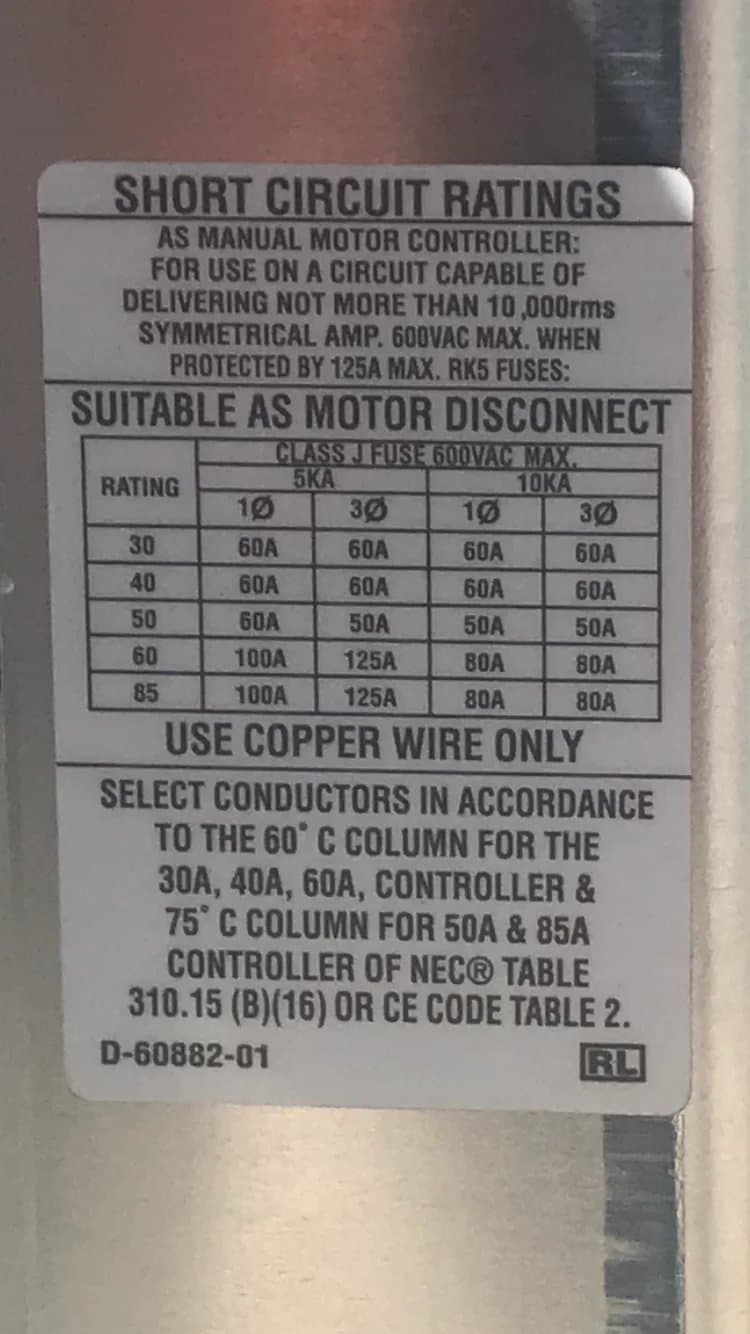 SHORT CIRCUIT RATINGS
AS MANUAL MOTOR CONTROLLER:
FOR USE ON A CIRCUIT CAPABLE OF
DELIVERING NOT MORE THAN 10,000rms
SYMMETRICAL AMP. 600VAC MAX. WHEN
PROTECTED BY 125A MAX. RK5 FUSES:
SUITABLE AS MOTOR DISCONNECT
CLASS J FUSE 600VAC MAX.
RATING 5KA 10KA
1Ø 3Ø 1Ø 3Ø
30 60A 60A 60A 60A
40 60A 60A 60A 60A
50 60A 50A 50A 50A
60 100A 125A 80A 80A
85 100A 125A 80A 80A
USE COPPER WIRE ONLY
SELECT CONDUCTORS IN ACCORDANCE
TO THE 60° C COLUMN FOR THE
30A, 40A, 60A, CONTROLLER &
75° C COLUMN FOR 50A & 85A
CONTROLLER OF NEC® TABLE
310.15 (B)(16) OR CE CODE TABLE 2.
D-60882-01 RL